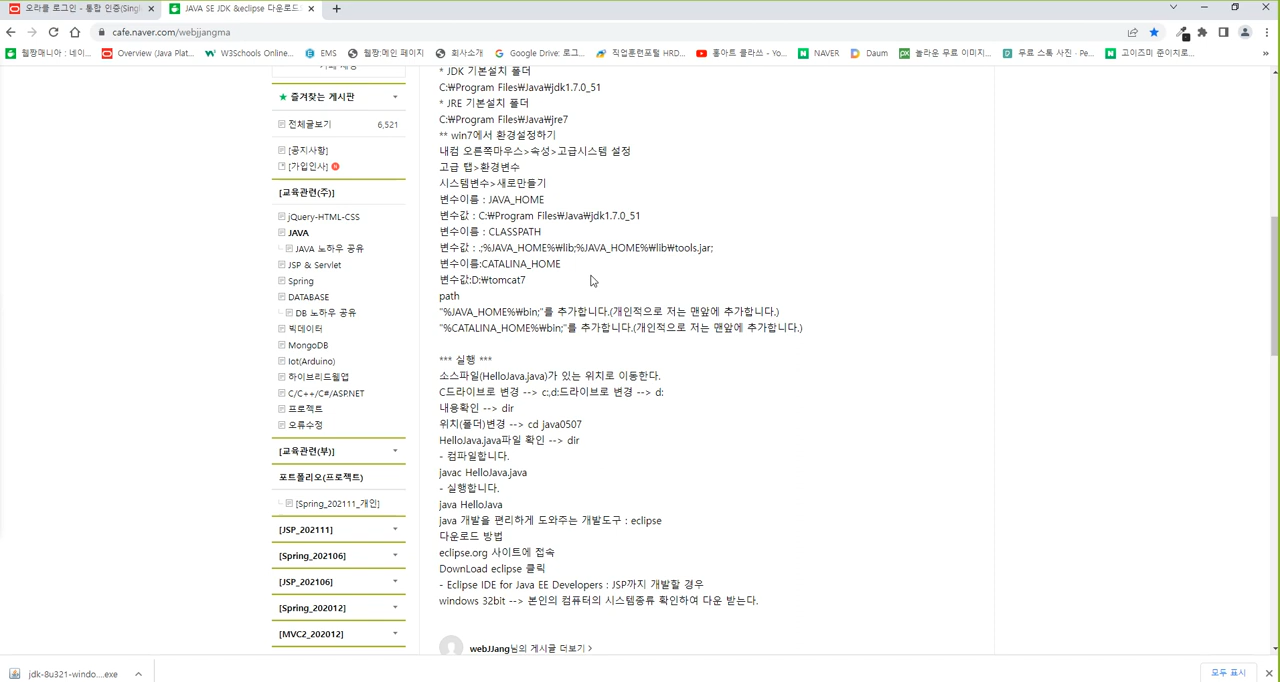 오라클 로그인 - 통합 인증(Singl
JAVA SE JDK &eclipse 다운로드
cafe.naver.com/webjjangma
웹짱매니아 : 네이...
Overview (Java Plat...
W3Schools Online...
EMS
웹짱:메인 페이지
회사소개
Google Drive: 로그...
직업훈련포털 HRD...
홍아트 클라쓰 - Yo...
NAVER
Daum
놀라운 무료 이미지...
무료 스톡 사진 · Pe...
고이즈미 준이치로...
»
★ 즐겨찾는 게시판
전체글보기 6,521
[공지사항]
[가입인사]
[교육관련(주)]
jQuery-HTML-CSS
JAVA
JAVA 노하우 공유
JSP & Servlet
Spring
DATABASE
DB 노하우 공유
빅데이터
MongoDB
Iot(Arduino)
하이브리드웹앱
C/C++/C#/ASP.NET
프로젝트
오류수정
[교육관련(부)]
포트폴리오(프로젝트)
[Spring_202111_개인]
[JSP_202111]
[Spring_202106]
[JSP_202106]
[Spring_202012]
[MVC2_202012]
* JDK 기본설치 폴더
C:₩Program Files₩Java₩jdk1.7.0_51
* JRE 기본설치 폴더
C:₩Program Files₩Java₩jre7
** win7에서 환경설정하기
내컴 오른쪽마우스>속성>고급시스템 설정
고급 탭>환경변수
시스템변수>새로만들기
변수이름 : JAVA_HOME
변수값 : C:₩Program Files₩Java₩jdk1.7.0_51
변수이름 : CLASSPATH
변수값 : .;%JAVA_HOME%₩lib;%JAVA_HOME%₩lib₩tools.jar;
변수이름:CATALINA_HOME
변수값:D:₩tomcat7
path
"%JAVA_HOME%₩bin;"를 추가합니다.(개인적으로 저는 맨앞에 추가합니다.)
"%CATALINA_HOME%₩bin;"를 추가합니다.(개인적으로 저는 맨앞에 추가합니다.)
*** 실행 ***
소스파일(HelloJava.java)가 있는 위치로 이동한다.
C드라이브로 변경 --> c:,d:드라이브로 변경 --> d:
내용확인 --> dir
위치(폴더)변경 --> cd java0507
HelloJava.java파일 확인 --> dir
- 컴파일합니다.
javac HelloJava.java
- 실행합니다.
java HelloJava
java 개발을 편리하게 도와주는 개발도구 : eclipse
다운로드 방법
eclipse.org 사이트에 접속
DownLoad eclipse 클릭
- Eclipse IDE for Java EE Developers : JSP까지 개발할 경우
windows 32bit --> 본인의 컴퓨터의 시스템종류 확인하여 다운 받는다.
webJJang님의 게시글 더보기 >
jdk-8u321-windo....exe
모두 표시